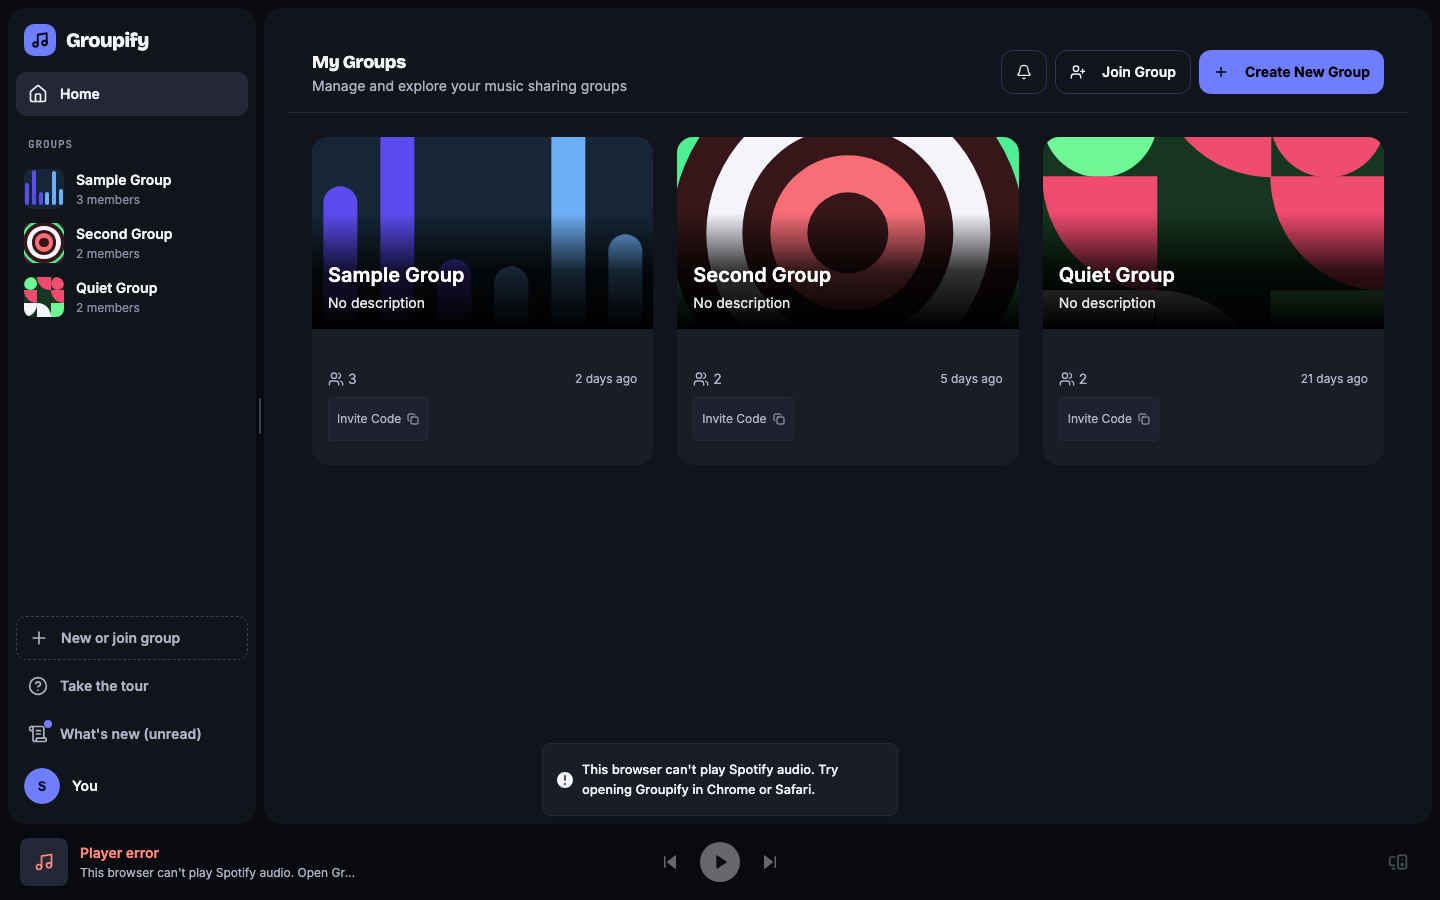 Groupify
Home
GROUPS
Sample Group
3 members
Second Group
2 members
Quiet Group
2 members
New or join group
Take the tour
What's new (unread)
S
You
My Groups
Manage and explore your music sharing groups
Join Group
Create New Group
Sample Group
No description
3
2 days ago
Invite Code
Second Group
No description
2
5 days ago
Invite Code
Quiet Group
No description
2
21 days ago
Invite Code
This browser can't play Spotify audio. Try
opening Groupify in Chrome or Safari.
Player error
This browser can't play Spotify audio. Open Gr...